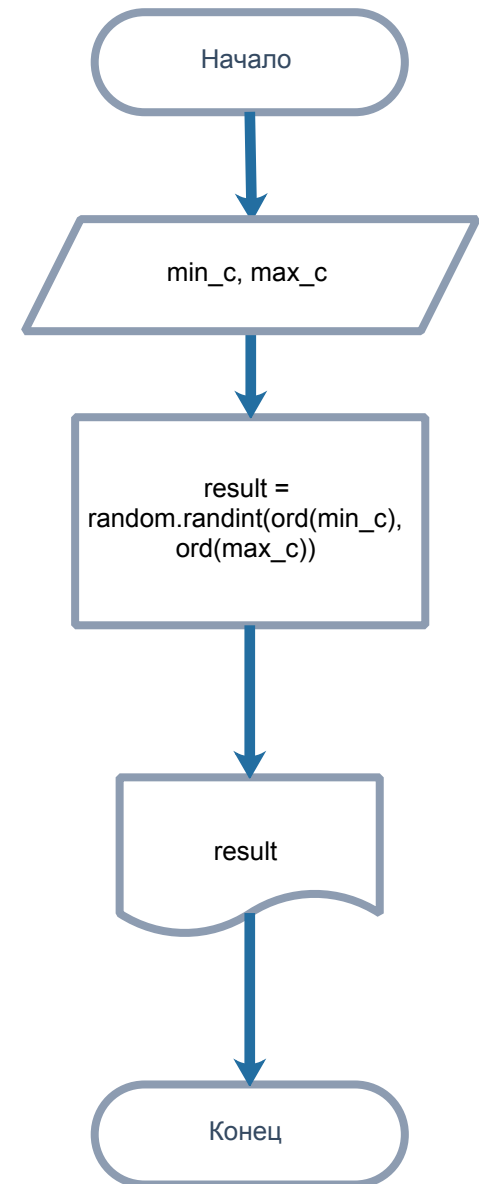 Начало
min_c, max_c
result =
random.randint(ord(min_c),
ord(max_c))
result
Конец